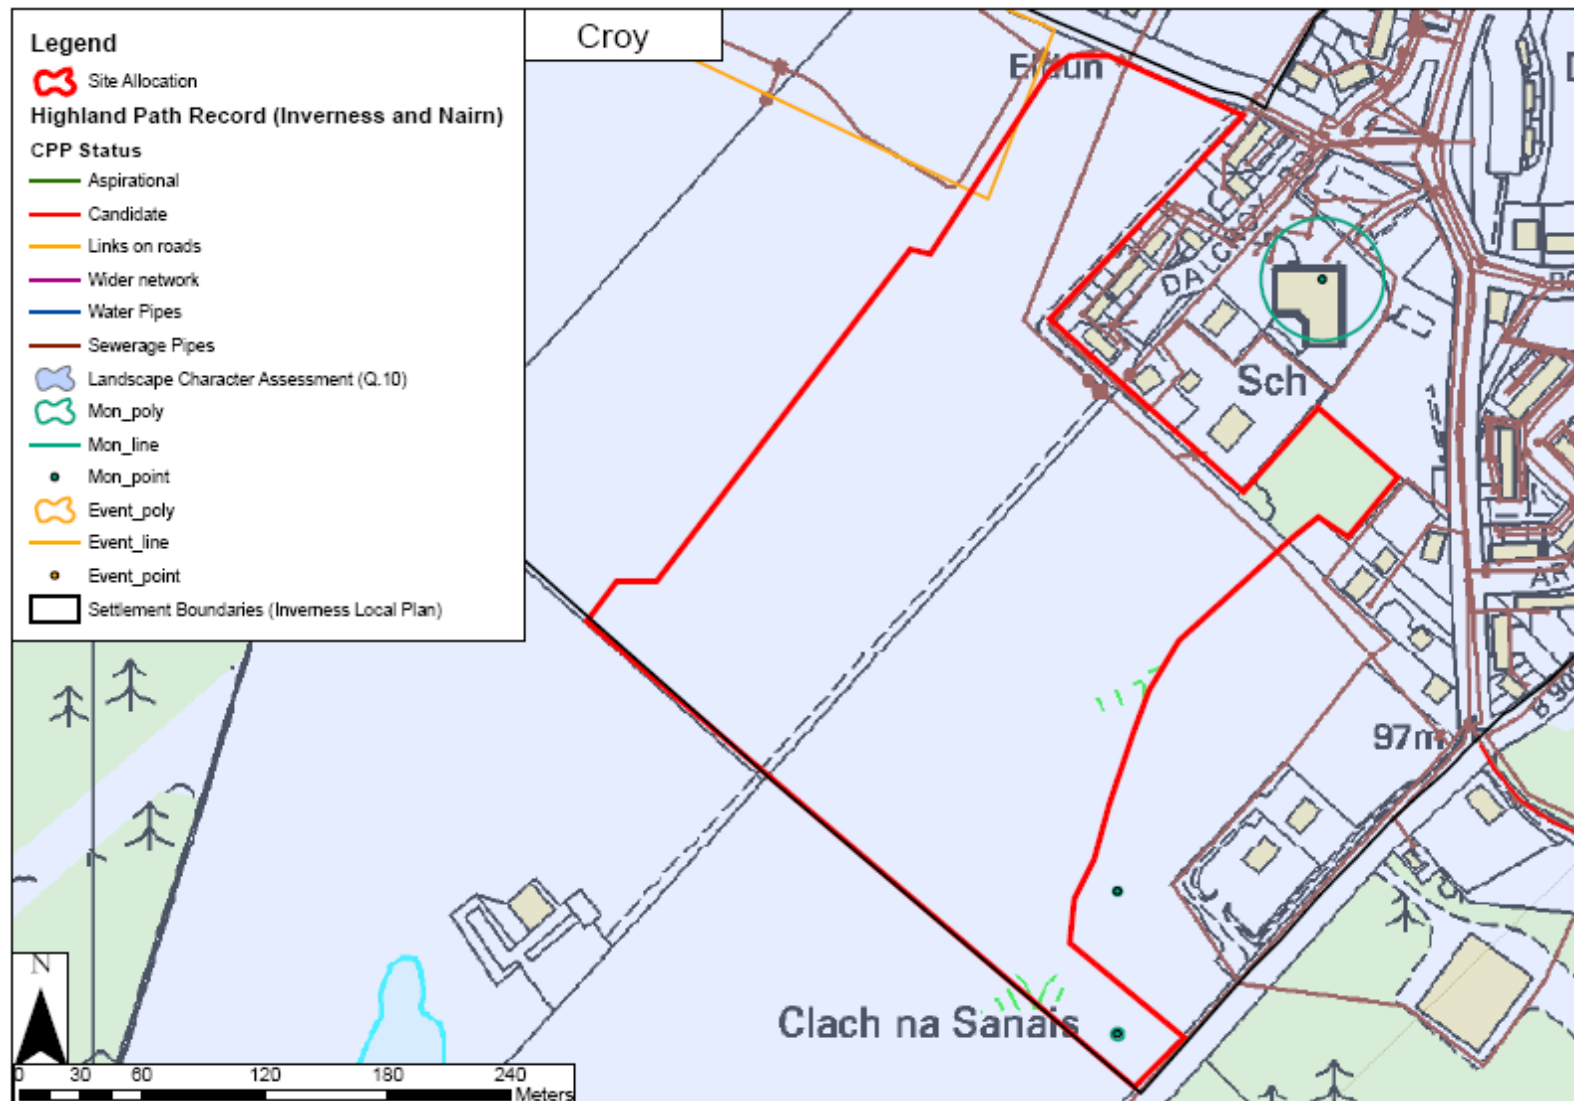 Croy
Legend
Site Allocation
Highland Path Record (Inverness and Nairn)
CPP Status
Aspirational
Candidate
Links on roads
Wider network
Water Pipes
Sewerage Pipes
Landscape Character Assessment (Q.10)
Mon_poly
Mon_line
Mon_point
Event_poly
Event_line
Event_point
Settlement Boundaries (Inverness Local Plan)
Sch
97m
Clach na Sanais
N
0 30 60 120 180 240
Meters